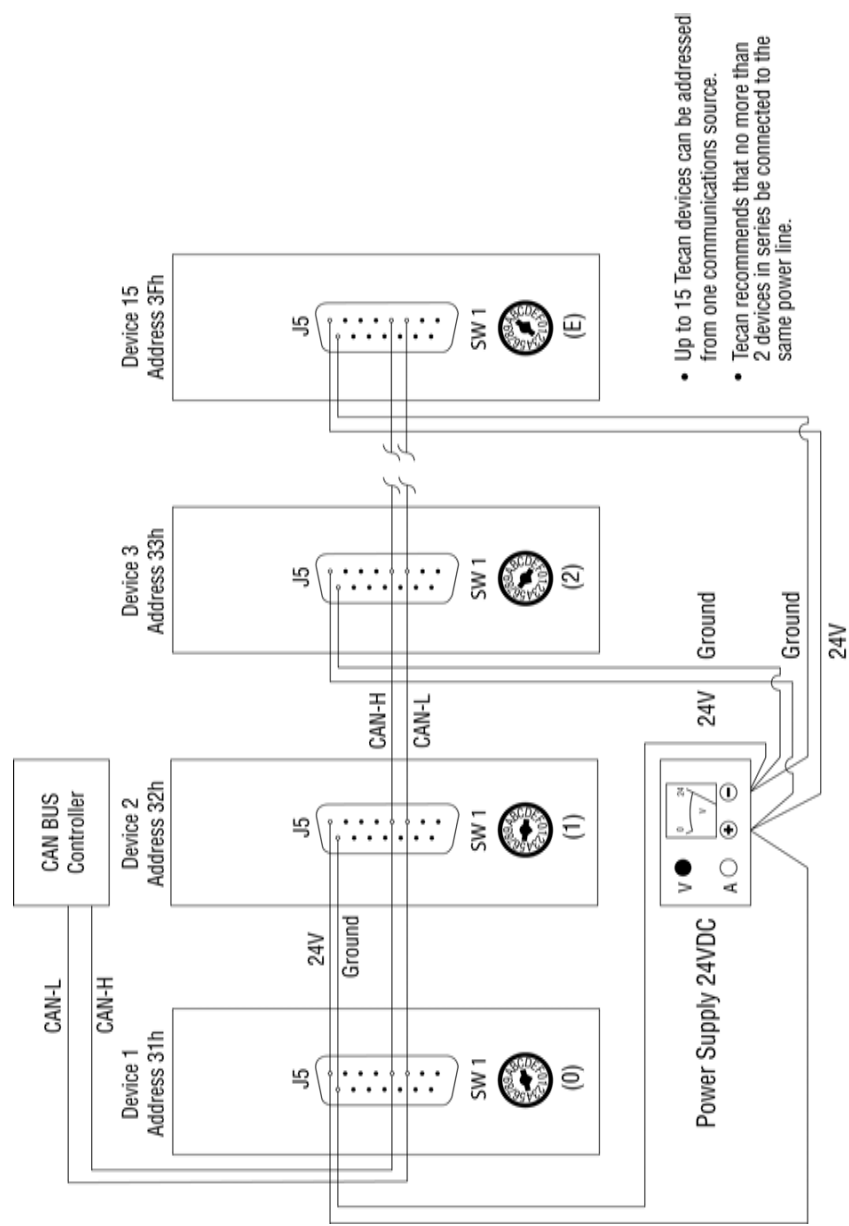 CAN BUS
Controller
CAN-L
CAN-H
Device 1
Address 31h
J5
SW 1
(0)
24V
Ground
Device 2
Address 32h
J5
SW 1
(1)
CAN-H
CAN-L
Device 3
Address 33h
J5
SW 1
(2)
Device 15
Address 3Fh
J5
SW 1
(E)
Power Supply 24VDC
V
A
0
24
V
+
−
24V
Ground
Ground
24V
• Up to 15 Tecan devices can be addressed
from one communications source.
• Tecan recommends that no more than
2 devices in series be connected to the
same power line.